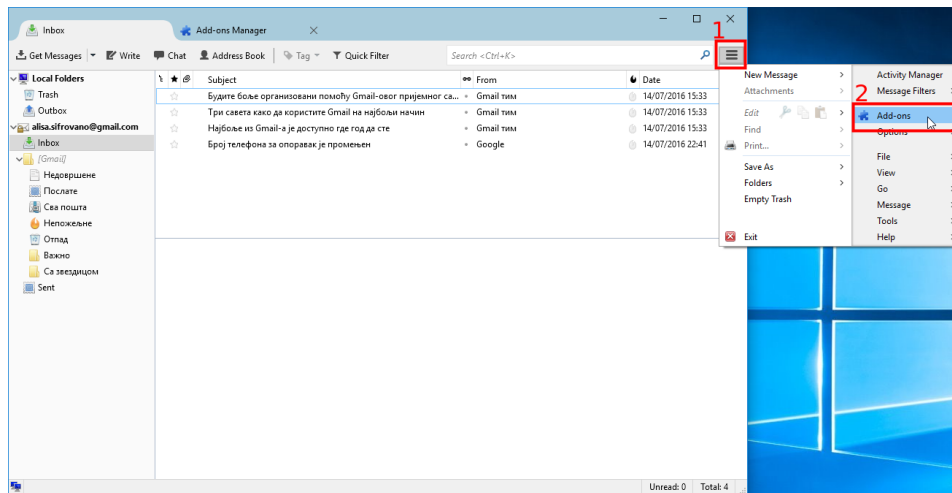 Inbox
Add-ons Manager
1
Get Messages
Write
Chat
Address Book
Tag
Quick Filter
Search <Ctrl+K>
Local Folders
Trash
Outbox
alisa.sifrovano@gmail.com
Inbox
[Gmail]
Недовршене
Послате
Сва пошта
Непожељне
Отпад
Важно
Са звездицом
Sent
Subject From Date
Будите боље организовани помоћу Gmail-овог пријемног са... Gmail тим 14/07/2016 15:33
Три савета како да користите Gmail на најбољи начин Gmail тим 14/07/2016 15:33
Најбоље из Gmail-а је доступно где год да сте Gmail тим 14/07/2016 15:33
Број телефона за опоравак је промењен Google 14/07/2016 22:41
New Message
Attachments
Edit
Find
Print...
Save As
Folders
Empty Trash
Exit
Activity Manager
Message Filters
2
Add-ons
Options
File
View
Go
Message
Tools
Help
Unread: 0 Total: 4